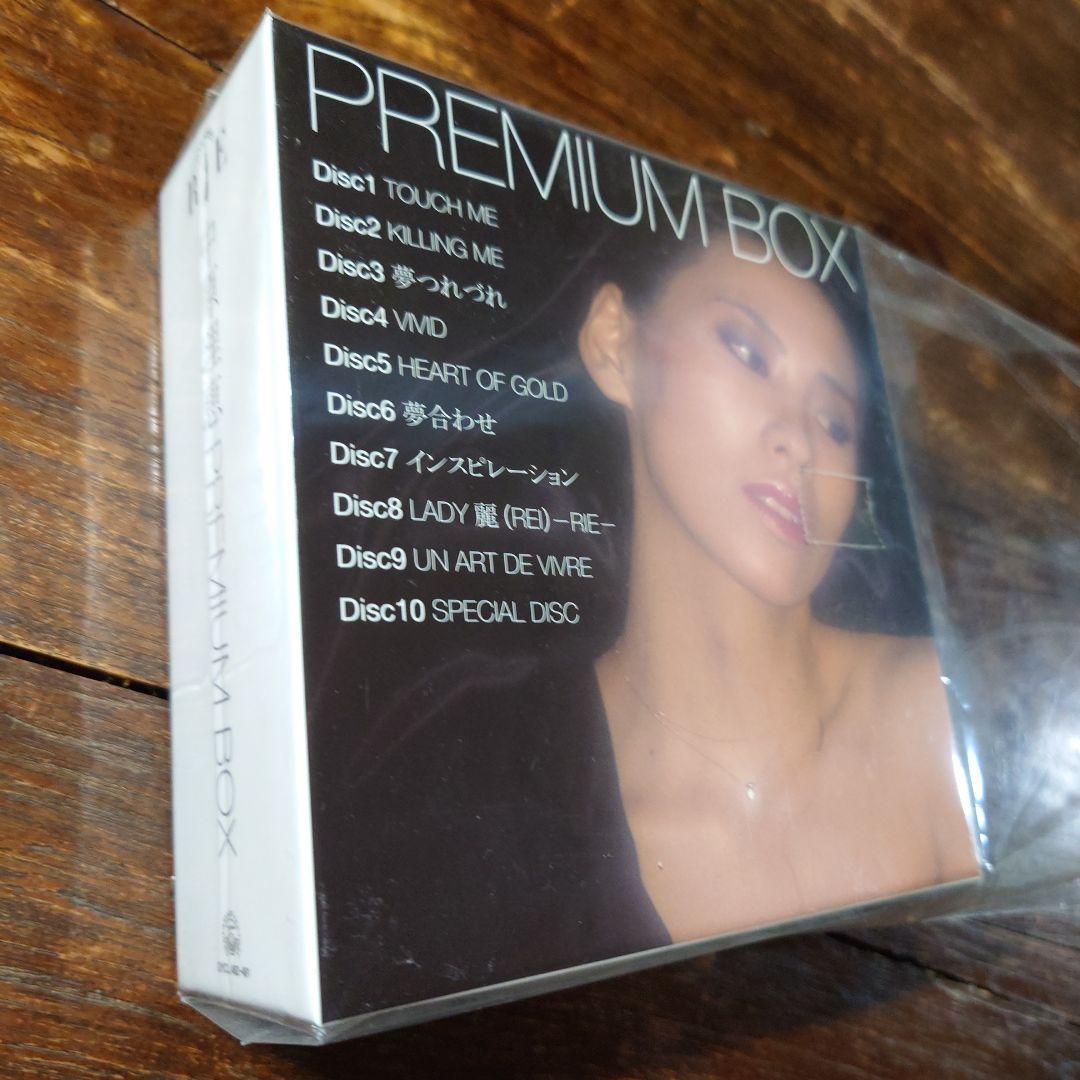 PREMIUM BOX
Disc1 TOUCH ME
Disc2 KILLING ME
Disc3 夢つれづれ
Disc4 VIVID
Disc5 HEART OF GOLD
Disc6 夢合わせ
Disc7 インスピレーション
Disc8 LADY 麗 (REI)－RIE－
Disc9 UN ART DE VIVRE
Disc10 SPECIAL DISC
PREMIUM BOX